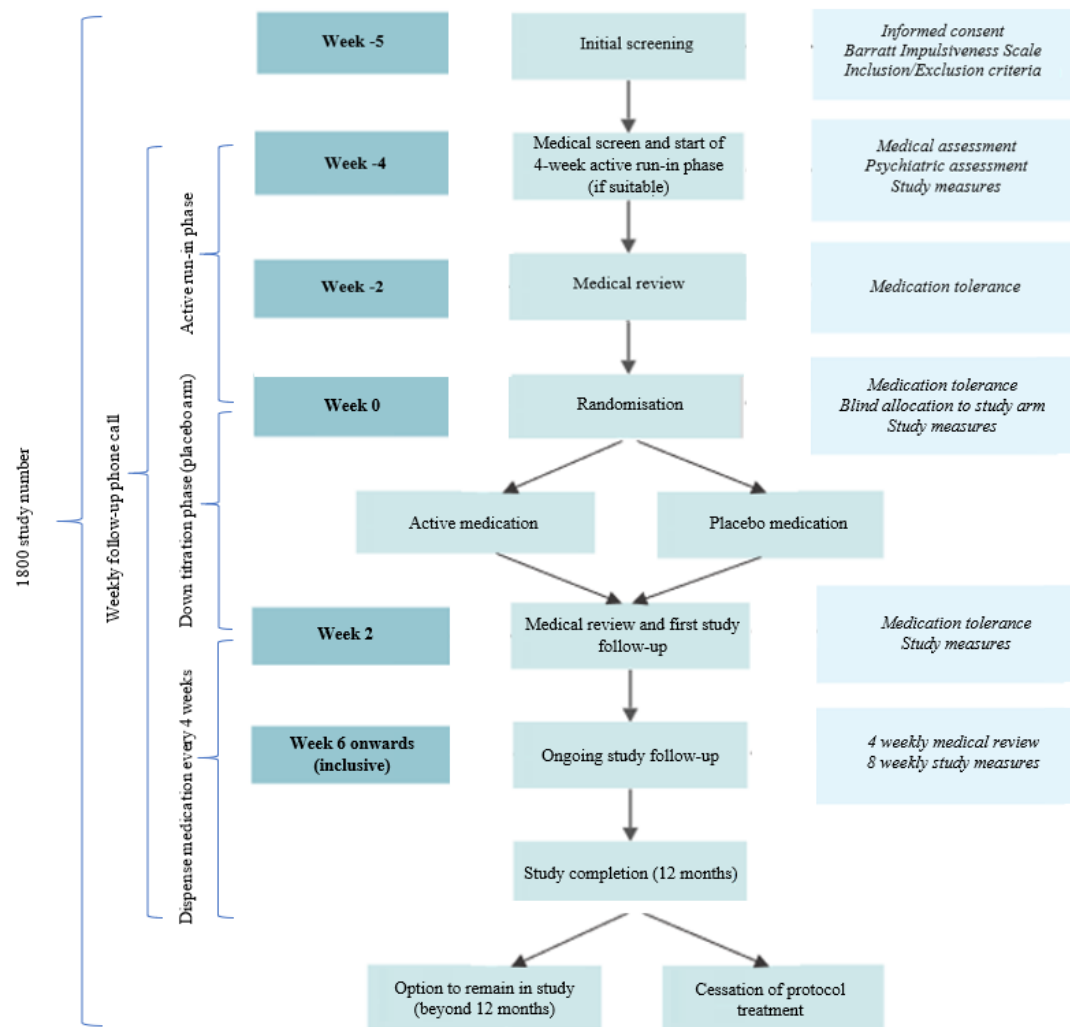 Week -5
Initial screening
Informed consent
Barratt Impulsiveness Scale
Inclusion/Exclusion criteria
Week -4
Medical screen and start of
4-week active run-in phase
(if suitable)
Medical assessment
Psychiatric assessment
Study measures
Active run-in phase
Week -2
Medical review
Medication tolerance
Week 0
Randomisation
Medication tolerance
Blind allocation to study arm
Study measures
1800 study number
Weekly follow-up phone call
Down titration phase (placebo arm)
Active medication
Placebo medication
Week 2
Medical review and first study
follow-up
Medication tolerance
Study measures
Dispense medication every 4 weeks
Week 6 onwards
(inclusive)
Ongoing study follow-up
4 weekly medical review
8 weekly study measures
Study completion (12 months)
Option to remain in study
(beyond 12 months)
Cessation of protocol
treatment